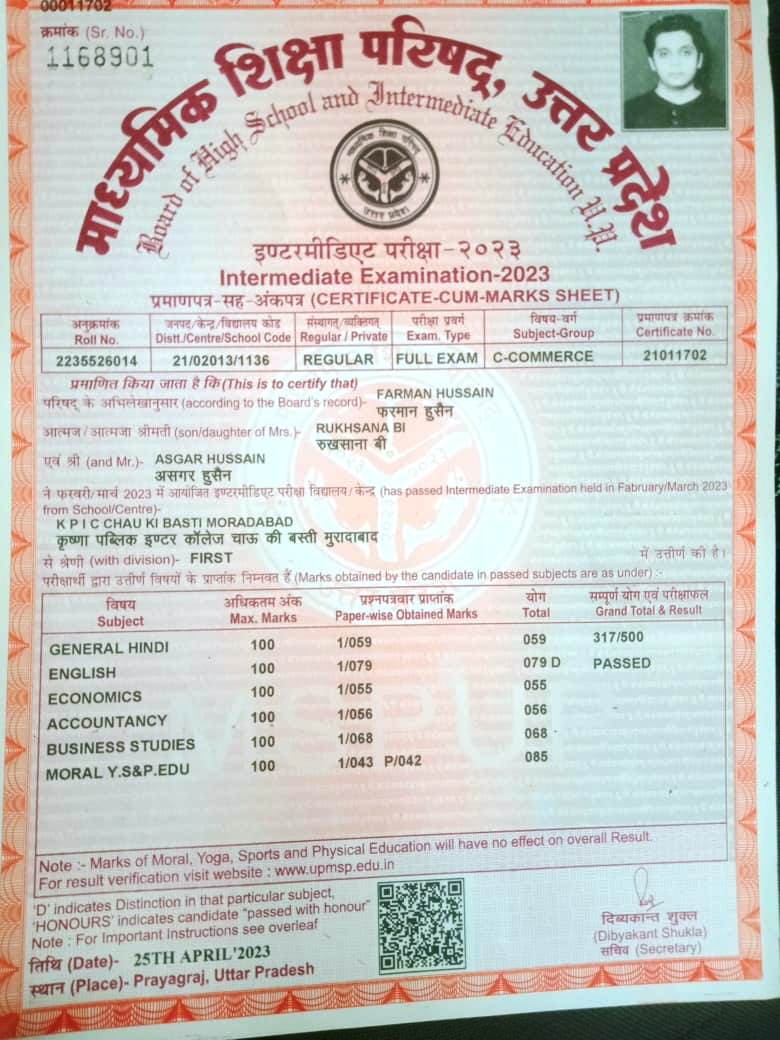 00011702
क्रमांक (Sr. No.)
1168901
माध्यमिक शिक्षा परिषद्, उत्तर प्रदेश
Board of High School and Intermediate Education U.P.
माध्यमिक शिक्षा परिषद्
उत्तर प्रदेश
इण्टरमीडिएट परीक्षा-२०२३
Intermediate Examination-2023
प्रमाणपत्र-सह-अंकपत्र (CERTIFICATE-CUM-MARKS SHEET)
अनुक्रमांक जनपद/केन्द्र/विद्यालय कोड संस्थागत/व्यक्तिगत परीक्षा प्रवर्ग विषय-वर्ग प्रमाणपत्र क्रमांक
Roll No. Distt./Centre/School Code Regular / Private Exam. Type Subject-Group Certificate No.
2235526014 21/02013/1136 REGULAR FULL EXAM C-COMMERCE 21011702
प्रमाणित किया जाता है कि (This is to certify that)
परिषद् के अभिलेखानुसार (according to the Board's record)- FARMAN HUSSAIN
फरमान हुसैन
आत्मज/आत्मजा श्रीमती (son/daughter of Mrs.)- RUKHSANA BI
रुखसाना बी
एवं श्री (and Mr.)- ASGAR HUSSAIN
असगर हुसैन
ने फरवरी/मार्च 2023 में आयोजित इण्टरमीडिएट परीक्षा विद्यालय/केन्द्र (has passed Intermediate Examination held in Fabruary/March 2023
from School/Centre)-
K P I C CHAU KI BASTI MORADABAD
कृष्णा पब्लिक इण्टर कॉलेज चाऊ की बस्ती मुरादाबाद
से श्रेणी (with division)- FIRST में उत्तीर्ण की है।
परीक्षार्थी द्वारा उत्तीर्ण विषयों के प्राप्तांक निम्नवत हैं (Marks obtained by the candidate in passed subjects are as under) :-
विषय अधिकतम अंक प्रश्नपत्रवार प्राप्तांक योग सम्पूर्ण योग एवं परीक्षाफल
Subject Max. Marks Paper-wise Obtained Marks Total Grand Total & Result
GENERAL HINDI 100 1/059 059 317/500
ENGLISH 100 1/079 079 D PASSED
ECONOMICS 100 1/055 055
ACCOUNTANCY 100 1/056 056
BUSINESS STUDIES 100 1/068 068
MORAL Y.S&P.EDU 100 1/043 P/042 085
Note :- Marks of Moral, Yoga, Sports and Physical Education will have no effect on overall Result.
For result verification visit website : www.upmsp.edu.in
'D' indicates Distinction in that particular subject,
'HONOURS' indicates candidate "passed with honour"
Note : For Important Instructions see overleaf
तिथि (Date)- 25TH APRIL'2023
स्थान (Place)- Prayagraj, Uttar Pradesh
दिब्यकान्त शुक्ल
(Dibyakant Shukla)
सचिव (Secretary)